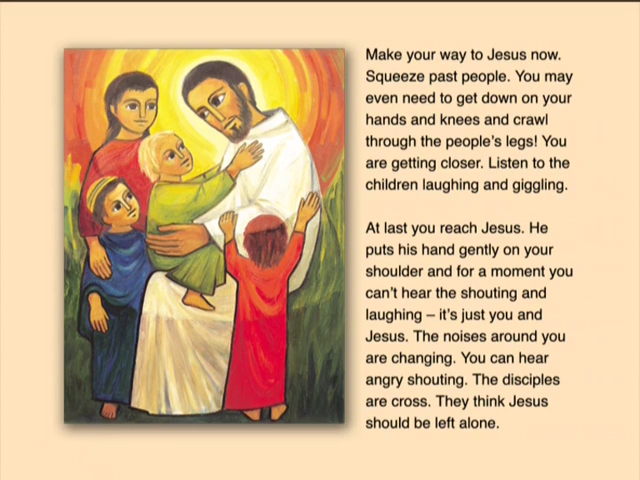 Make your way to Jesus now.
Squeeze past people. You may
even need to get down on your
hands and knees and crawl
through the people's legs! You
are getting closer. Listen to the
children laughing and giggling.
At last you reach Jesus. He
puts his hand gently on your
shoulder and for a moment you
can't hear the shouting and
laughing – it's just you and
Jesus. The noises around you
are changing. You can hear
angry shouting. The disciples
are cross. They think Jesus
should be left alone.